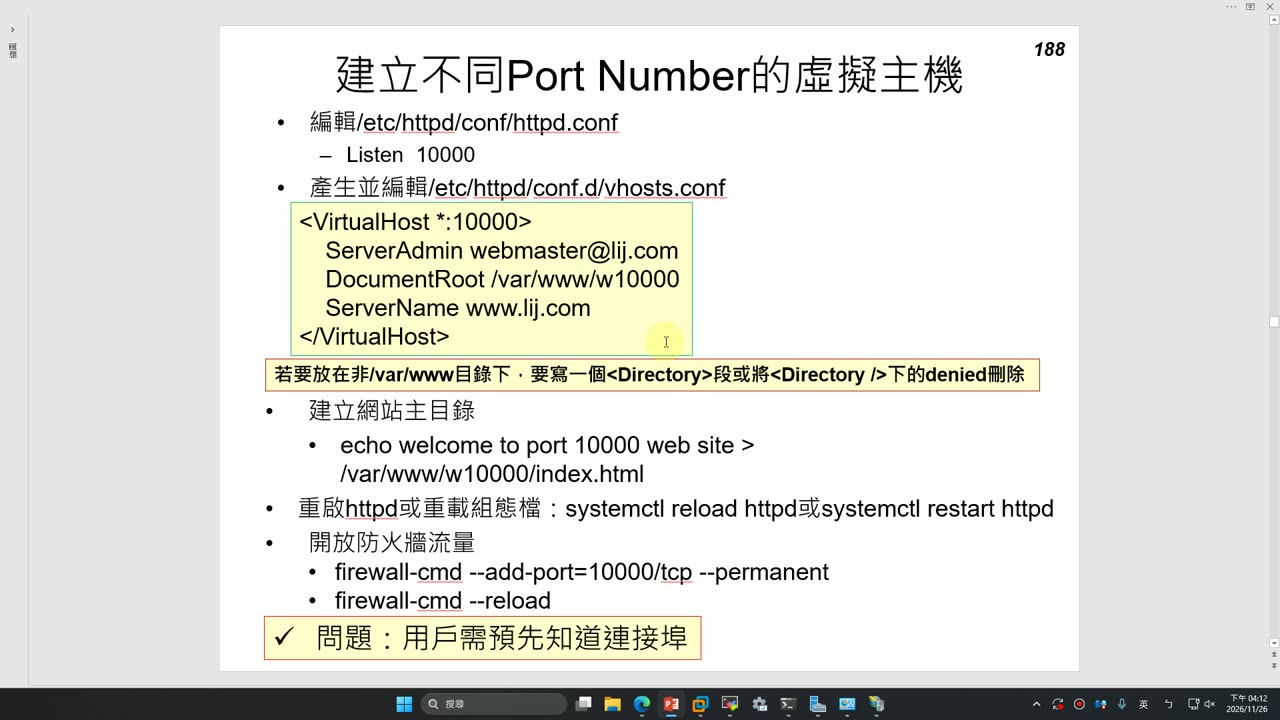 188
建立不同Port Number的虛擬主機
• 編輯/etc/httpd/conf/httpd.conf
– Listen 10000
• 產生並編輯/etc/httpd/conf.d/vhosts.conf
<VirtualHost *:10000>
ServerAdmin webmaster@lij.com
DocumentRoot /var/www/w10000
ServerName www.lij.com
</VirtualHost>
若要放在非/var/www目錄下，要寫一個<Directory>段或將<Directory />下的denied刪除
• 建立網站主目錄
• echo welcome to port 10000 web site >
/var/www/w10000/index.html
• 重啟httpd或重載組態檔：systemctl reload httpd或systemctl restart httpd
• 開放防火牆流量
• firewall-cmd --add-port=10000/tcp --permanent
• firewall-cmd --reload
✓ 問題：用戶需預先知道連接埠
搜尋
英
ㄅ
下午 04:12
2026/11/26